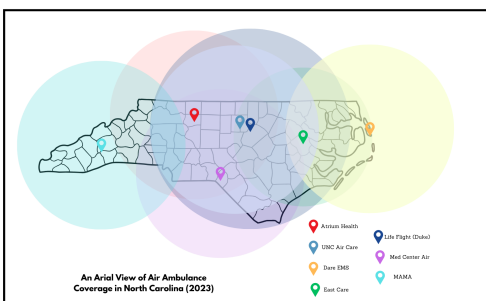 Atrium Health
UNC Air Care
Dare EMS
East Care
Life Flight (Duke)
Med Center Air
MAMA
An Arial View of Air Ambulance
Coverage in North Carolina (2023)